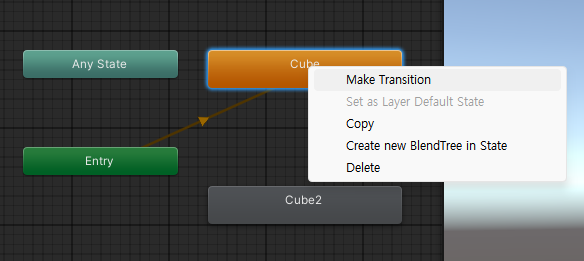 Any State
Cube
Make Transition
Set as Layer Default State
Copy
Create new BlendTree in State
Delete
Entry
Cube2